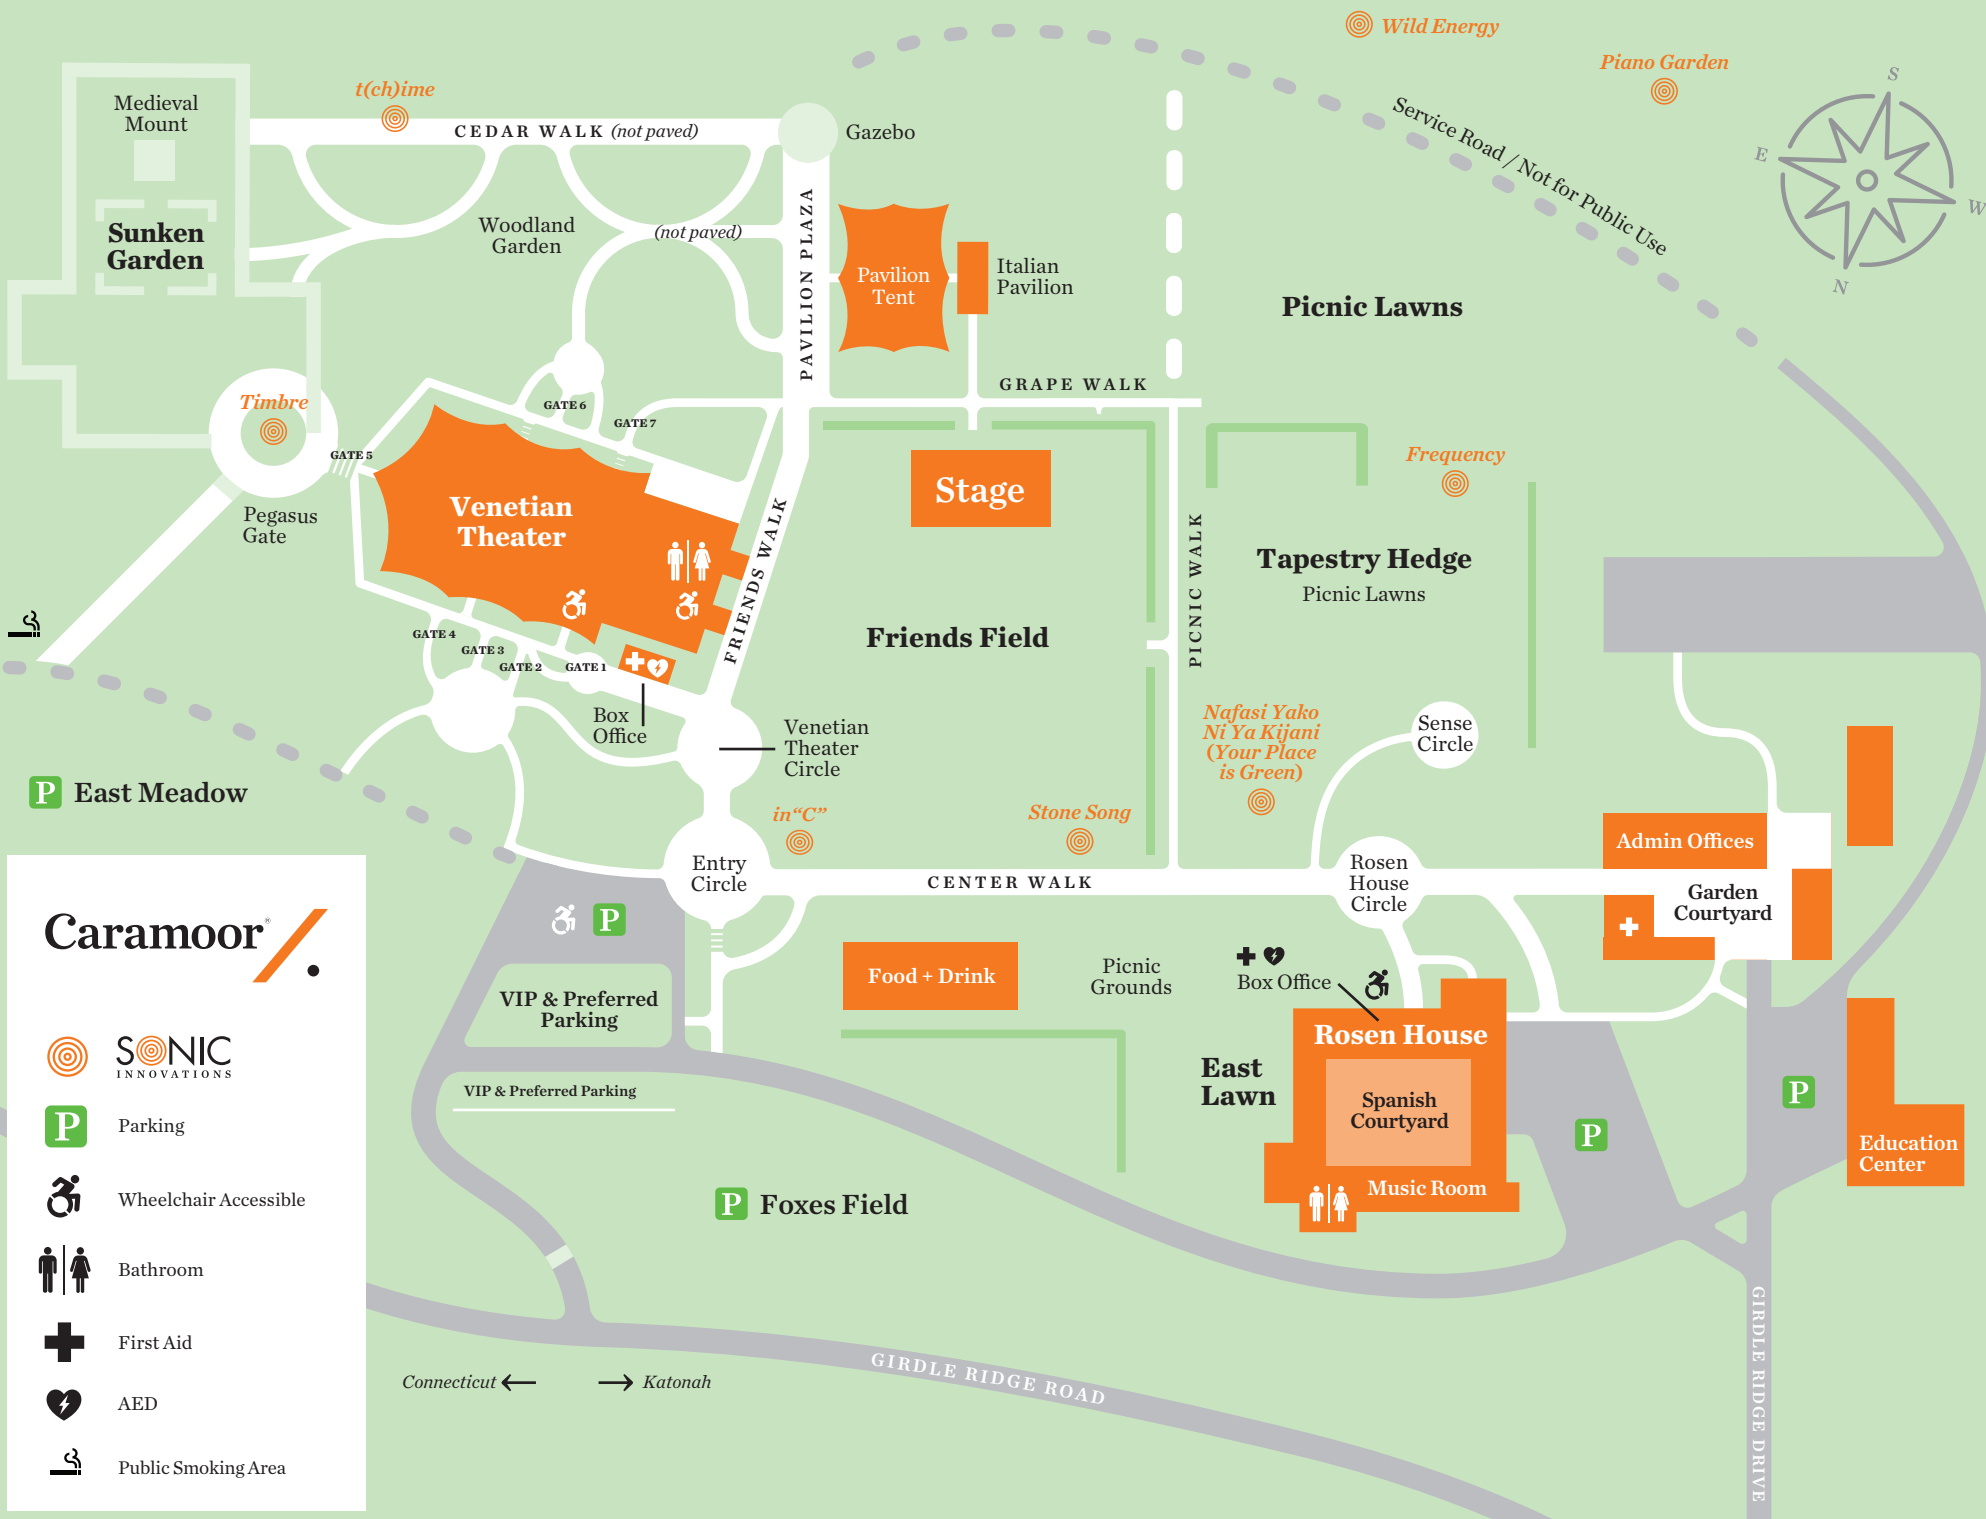 Wild Energy
Piano Garden
Service Road / Not for Public Use
S
E
W
N
t(ch)ime
Medieval
Mount
CEDAR WALK (not paved)
Gazebo
Sunken
Garden
Woodland
Garden
(not paved)
PAVILION PLAZA
Pavilion
Tent
Italian
Pavilion
Picnic Lawns
GRAPE WALK
Timbre
GATE 6
GATE 7
GATE 5
Pegasus
Gate
Venetian
Theater
FRIENDS WALK
Stage
Frequency
PICNIC WALK
Tapestry Hedge
Picnic Lawns
Friends Field
GATE 4
GATE 3
GATE 2
GATE 1
Box
Office
Venetian
Theater
Circle
Nafasi Yako
Ni Ya Kijani
(Your Place
is Green)
Sense
Circle
P East Meadow
in“C”
Stone Song
Entry
Circle
CENTER WALK
Rosen
House
Circle
Admin Offices
Garden
Courtyard
P
VIP & Preferred
Parking
Food + Drink
Picnic
Grounds
Box Office
Rosen House
East
Lawn
Spanish
Courtyard
Music Room
VIP & Preferred Parking
P
P
Education
Center
P Foxes Field
GIRDLE RIDGE ROAD
GIRDLE RIDGE DRIVE
Connecticut
Katonah
Caramoor®
SONIC
INNOVATIONS
P Parking
Wheelchair Accessible
Bathroom
First Aid
AED
Public Smoking Area